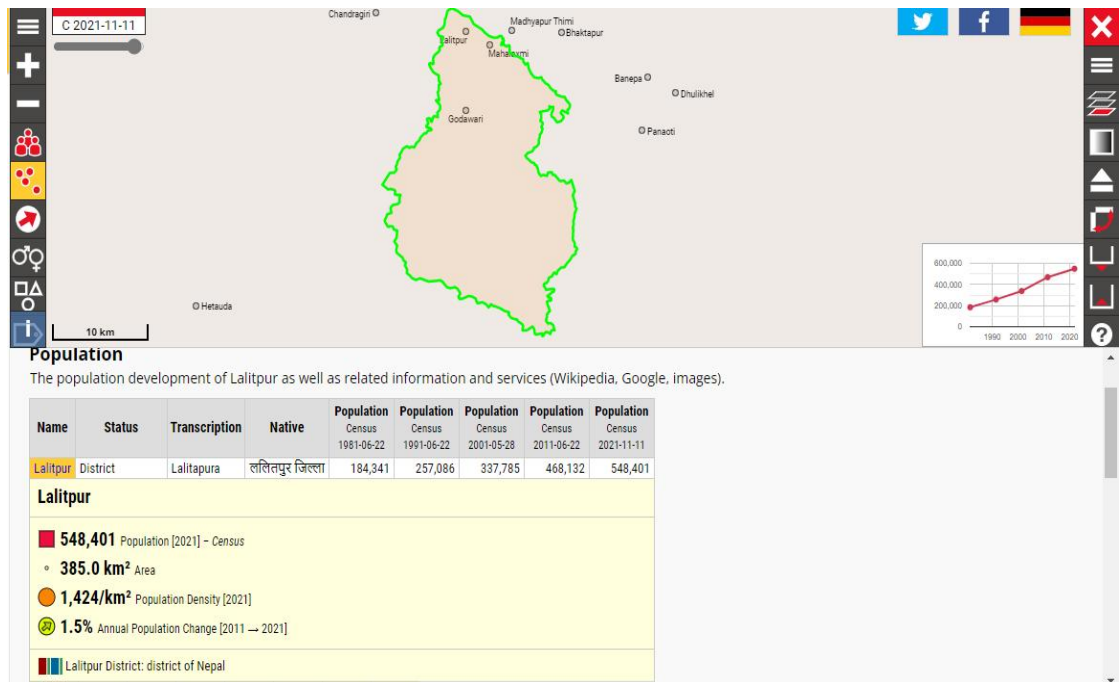 C 2021-11-11
Chandragiri
Madhyapur Thimi
Lalitpur
Bhaktapur
Mahalaxmi
Banepa
Dhulikhel
Godawari
Panaoti
Hetauda
10 km
f
i
?
600,000
400,000
200,000
0
1990 2000 2010 2020
Population
The population development of Lalitpur as well as related information and services (Wikipedia, Google, images).
Name Status Transcription Native Population Census 1981-06-22 Population Census 1991-06-22 Population Census 2001-05-28 Population Census 2011-06-22 Population Census 2021-11-11
Lalitpur District Lalitapura ललितपुर जिल्ला 184,341 257,086 337,785 468,132 548,401
Lalitpur
548,401 Population [2021] – Census
385.0 km² Area
1,424/km² Population Density [2021]
1.5% Annual Population Change [2011 → 2021]
Lalitpur District: district of Nepal